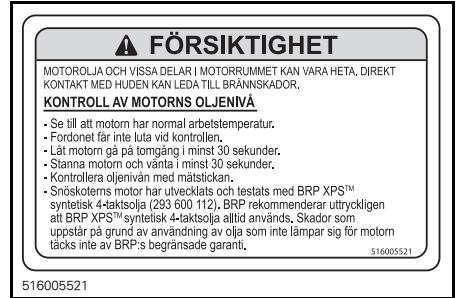 ⚠ FÖRSIKTIGHET
MOTOROLJA OCH VISSA DELAR I MOTORRUMMET KAN VARA HETA, DIREKT
KONTAKT MED HUDEN KAN LEDA TILL BRÄNNSKADOR.
KONTROLL AV MOTORNS OLJENIVÅ
- Se till att motorn har normal arbetstemperatur.
- Fordonet får inte luta vid kontrollen.
- Låt motorn gå på tomgång i minst 30 sekunder.
- Stanna motorn och vänta i minst 30 sekunder.
- Kontrollera oljenivån med mätstickan.
- Snöskoterns motor har utvecklats och testats med BRP XPS™
syntetisk 4-taktsolja (293 600 112). BRP rekommenderar uttryckligen
att BRP XPS™ syntetisk 4-taktsolja alltid används. Skador som
uppstår på grund av användning av olja som inte lämpar sig för motorn
täcks inte av BRP:s begränsade garanti.
516005521
516005521